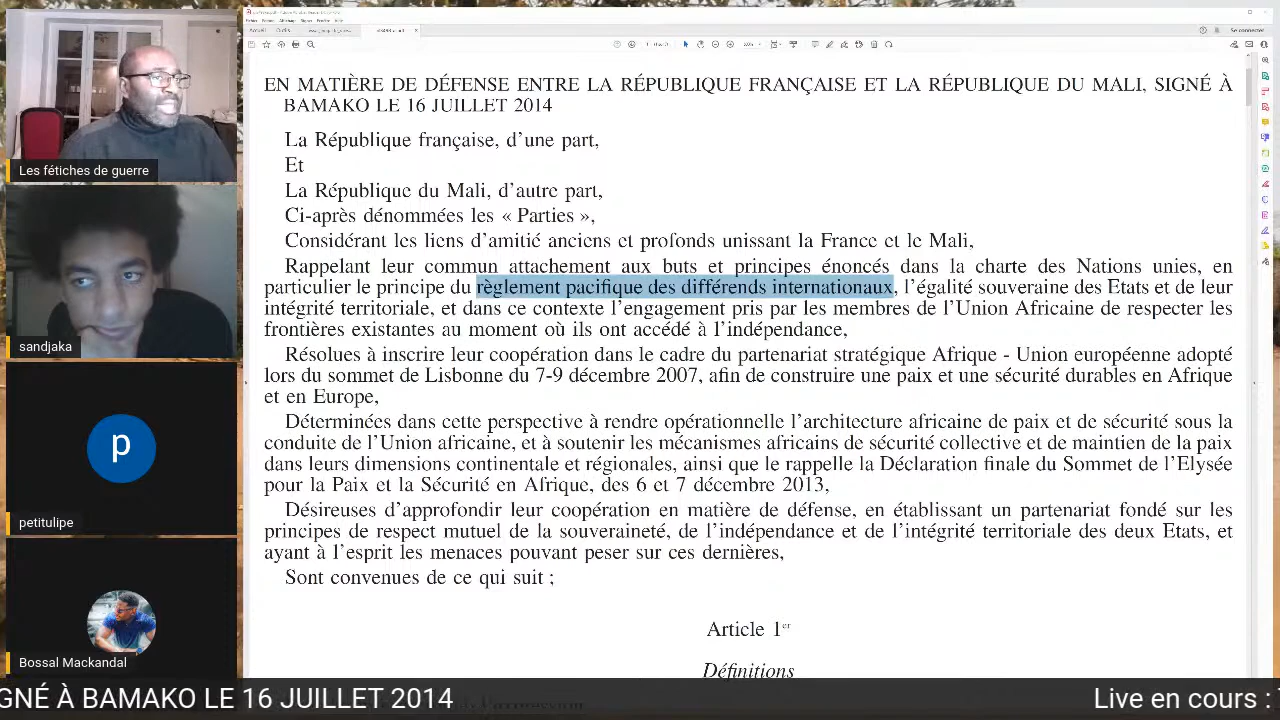 Accueil
Outils
Se connecter
EN MATIÈRE DE DÉFENSE ENTRE LA RÉPUBLIQUE FRANÇAISE ET LA RÉPUBLIQUE DU MALI, SIGNÉ À
BAMAKO LE 16 JUILLET 2014
La République française, d’une part,
Et
La République du Mali, d’autre part,
Ci-après dénommées les « Parties »,
Considérant les liens d’amitié anciens et profonds unissant la France et le Mali,
Rappelant leur commun attachement aux buts et principes énoncés dans la charte des Nations unies, en
particulier le principe du règlement pacifique des différends internationaux, l’égalité souveraine des Etats et de leur
intégrité territoriale, et dans ce contexte l’engagement pris par les membres de l’Union Africaine de respecter les
frontières existantes au moment où ils ont accédé à l’indépendance,
Résolues à inscrire leur coopération dans le cadre du partenariat stratégique Afrique - Union européenne adopté
lors du sommet de Lisbonne du 7-9 décembre 2007, afin de construire une paix et une sécurité durables en Afrique
et en Europe,
Déterminées dans cette perspective à rendre opérationnelle l’architecture africaine de paix et de sécurité sous la
conduite de l’Union africaine, et à soutenir les mécanismes africains de sécurité collective et de maintien de la paix
dans leurs dimensions continentale et régionales, ainsi que le rappelle la Déclaration finale du Sommet de l’Elysée
pour la Paix et la Sécurité en Afrique, des 6 et 7 décembre 2013,
Désireuses d’approfondir leur coopération en matière de défense, en établissant un partenariat fondé sur les
principes de respect mutuel de la souveraineté, de l’indépendance et de l’intégrité territoriale des deux Etats, et
ayant à l’esprit les menaces pouvant peser sur ces dernières,
Sont convenues de ce qui suit ;
Article 1er
Définitions
Les fétiches de guerre
sandjaka
p
petitulipe
Bossal Mackandal
GNÉ À BAMAKO LE 16 JUILLET 2014
Live en cours :